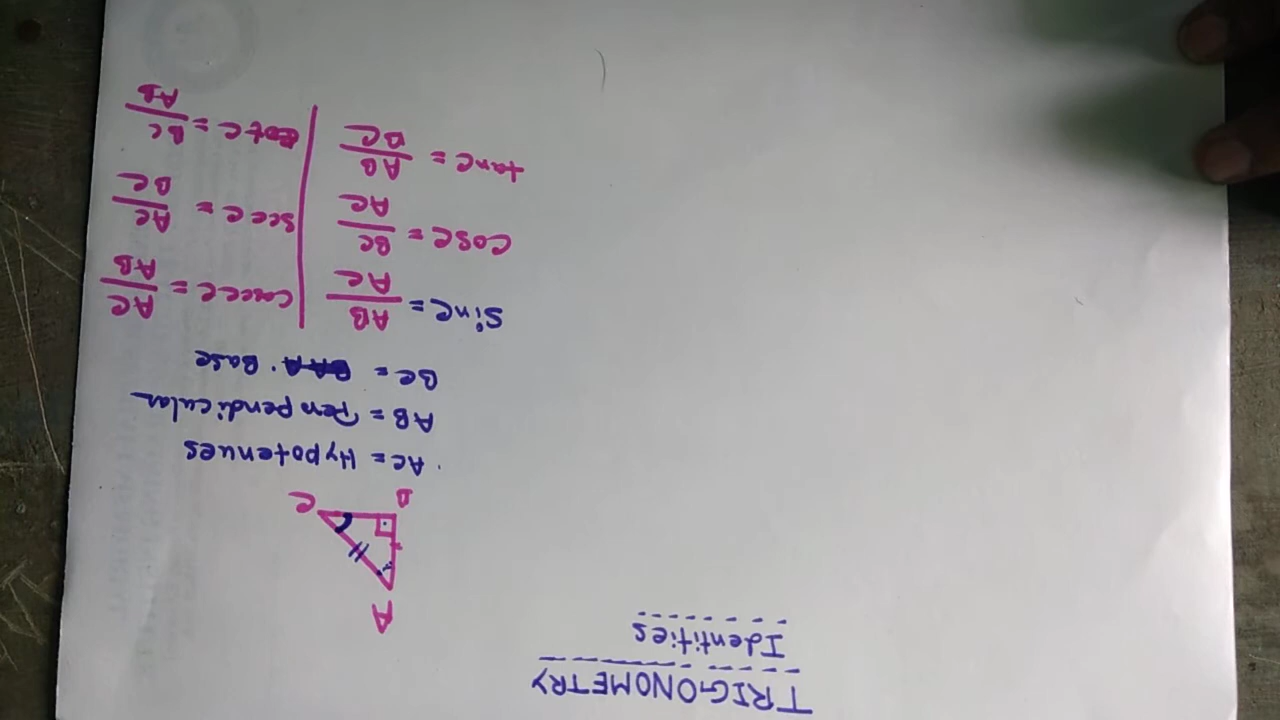 TRIGONOMETRY
Identities
A
B C
AC = Hypotenues
AB = Perpendicular
BC = Base
sinC = AB/AC | cosecC = AC/AB
cosC = BC/AC | secC = AC/BC
tanC = AB/BC | cotC = BC/AB